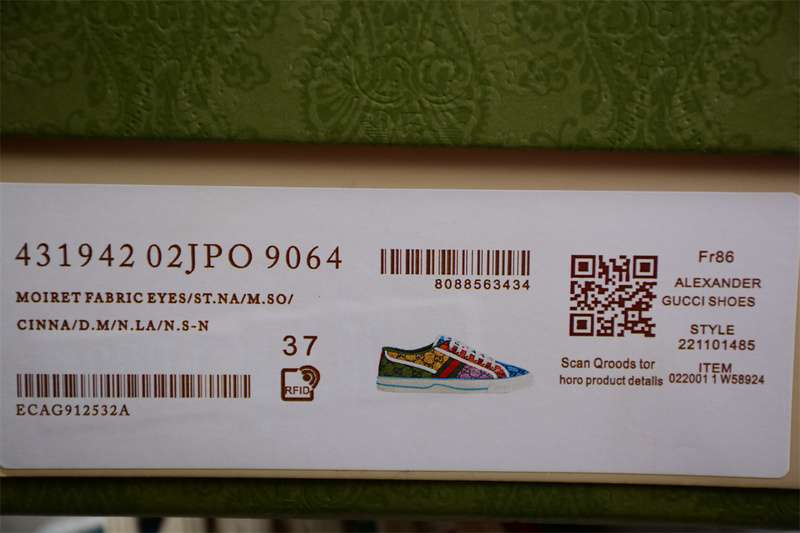 431942 02JPO 9064
MOIRET FABRIC EYES/ST.NA/M.SO/
CINNA/D.M/N.LA/N.S-N
37
RFID
ECAG912532A
8088563434
Scan Qroods tor
horo product details
Fr86
ALEXANDER
GUCCI SHOES
STYLE
221101485
ITEM
022001 1 W58924